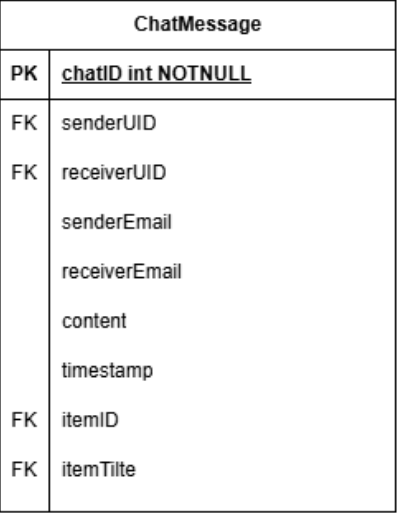 ChatMessage
PK chatID int NOTNULL
FK senderUID
FK receiverUID
senderEmail
receiverEmail
content
timestamp
FK itemID
FK itemTilte